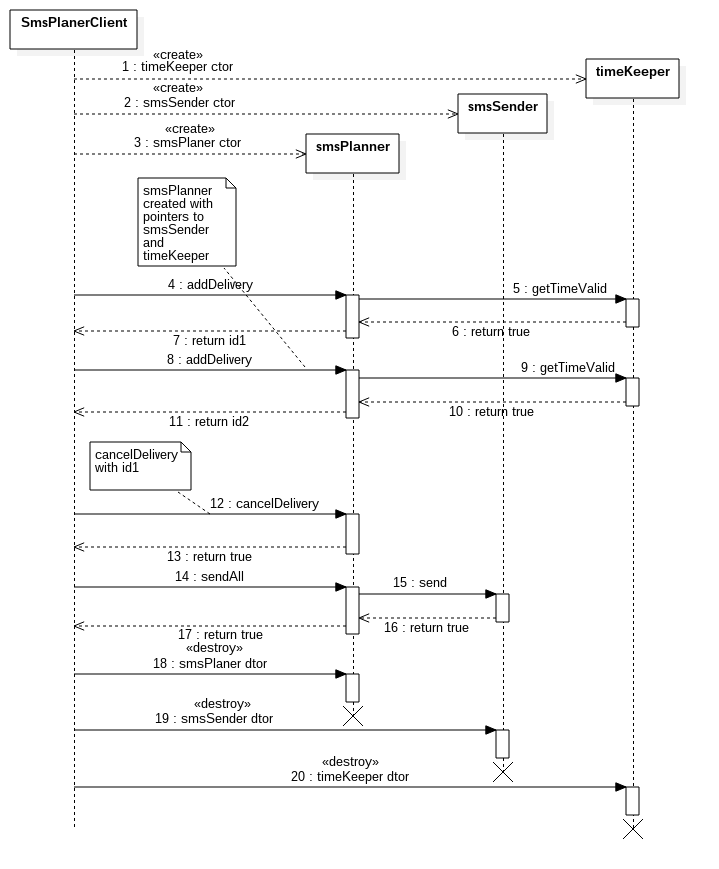 SmsPlanerClient
«create»
1 : timeKeeper ctor
timeKeeper
«create»
2 : smsSender ctor
smsSender
«create»
3 : smsPlaner ctor
smsPlanner
smsPlanner
created with
pointers to
smsSender
and
timeKeeper
4 : addDelivery
5 : getTimeValid
6 : return true
7 : return id1
8 : addDelivery
9 : getTimeValid
10 : return true
11 : return id2
cancelDelivery
with id1
12 : cancelDelivery
13 : return true
14 : sendAll
15 : send
16 : return true
17 : return true
«destroy»
18 : smsPlaner dtor
«destroy»
19 : smsSender dtor
«destroy»
20 : timeKeeper dtor